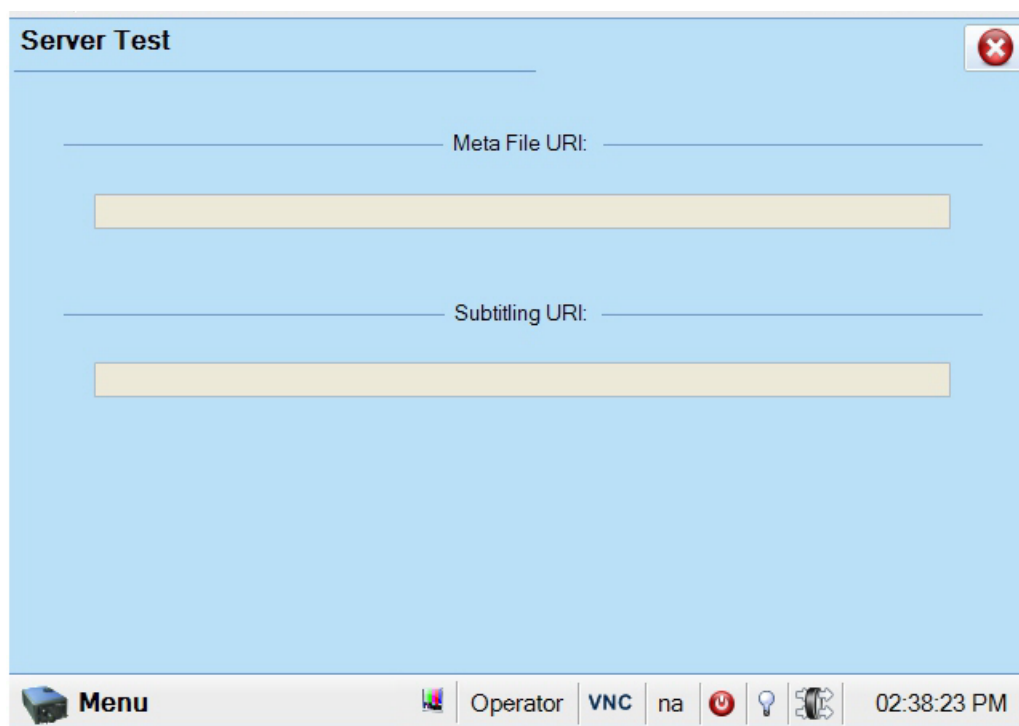 Server Test
Meta File URI:
Subtitling URI:
Menu Operator VNC na 02:38:23 PM